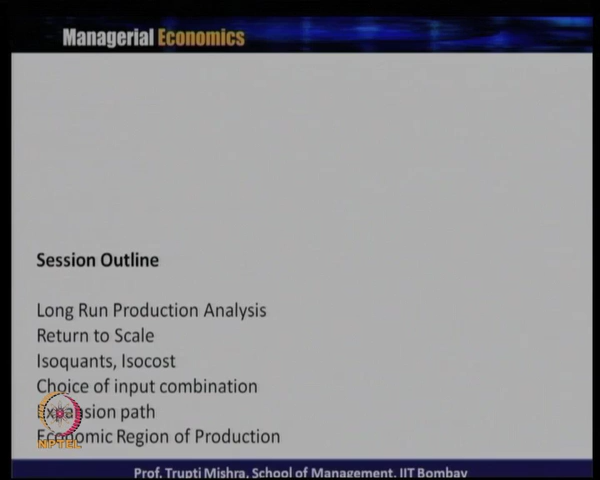 Managerial Economics
Session Outline
Long Run Production Analysis
Return to Scale
Isoquants, Isocost
Choice of input combination
Expansion path
Economic Region of Production
NPTEL
Prof. Trupti Mishra, School of Management, IIT Bombay